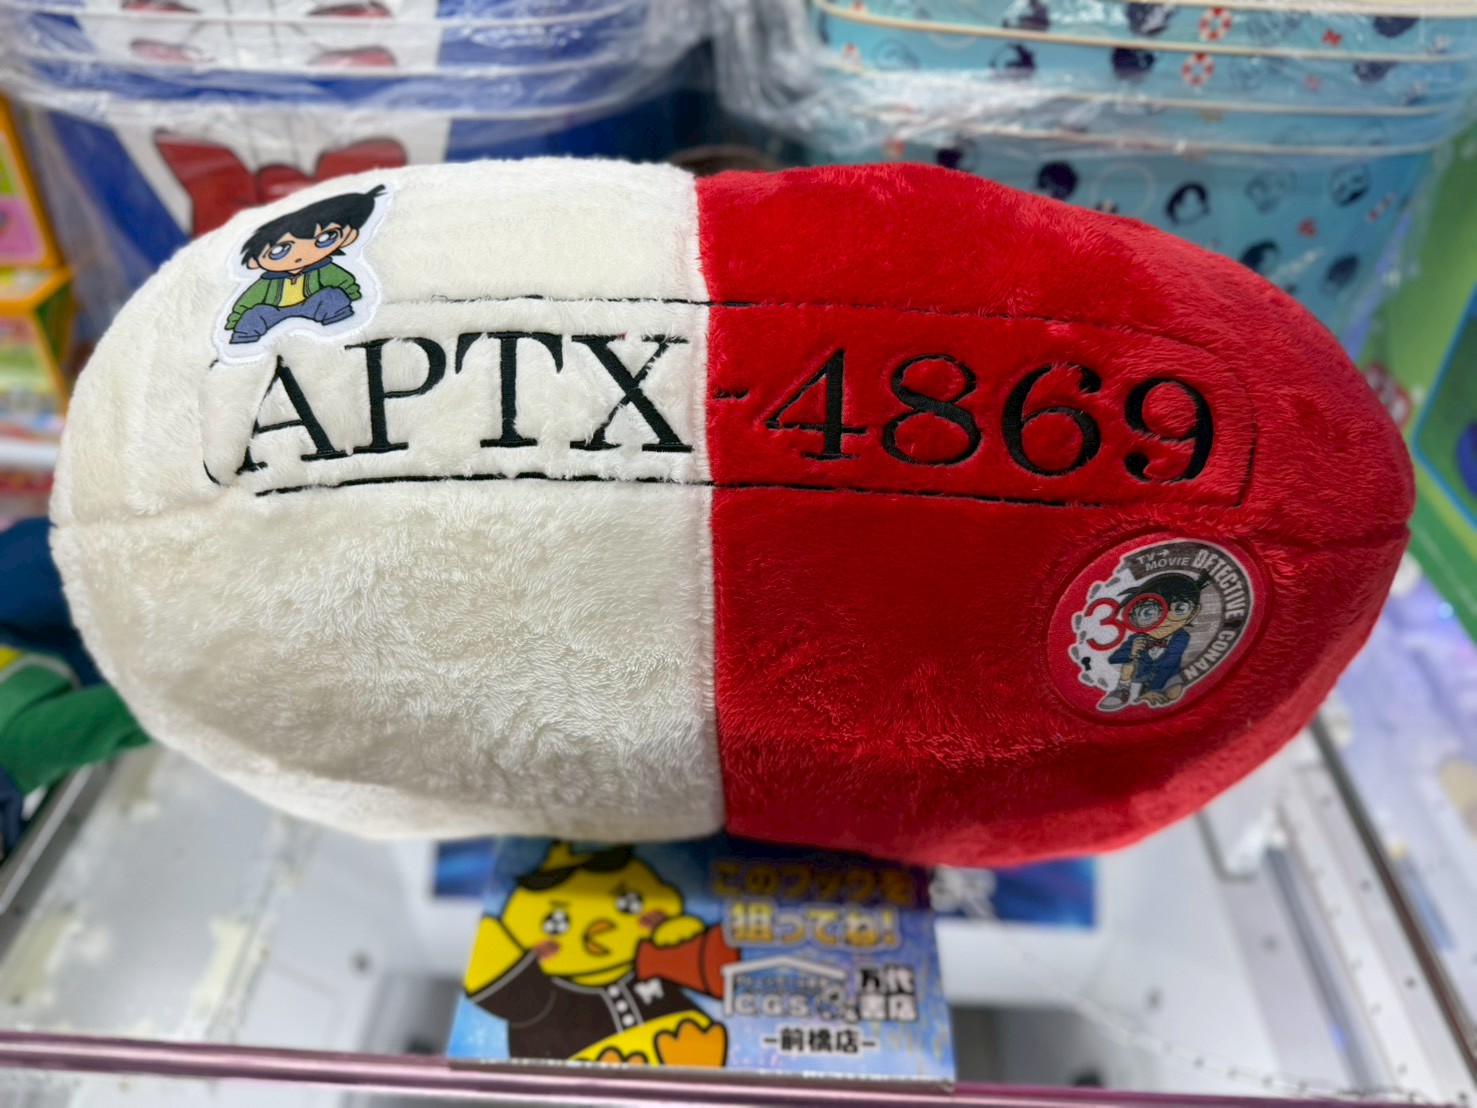 APTX-4869
TV
MOVIE
DETECTIVE CONAN
30
このフックを
狙ってね!
万代
書店
-前橋店-